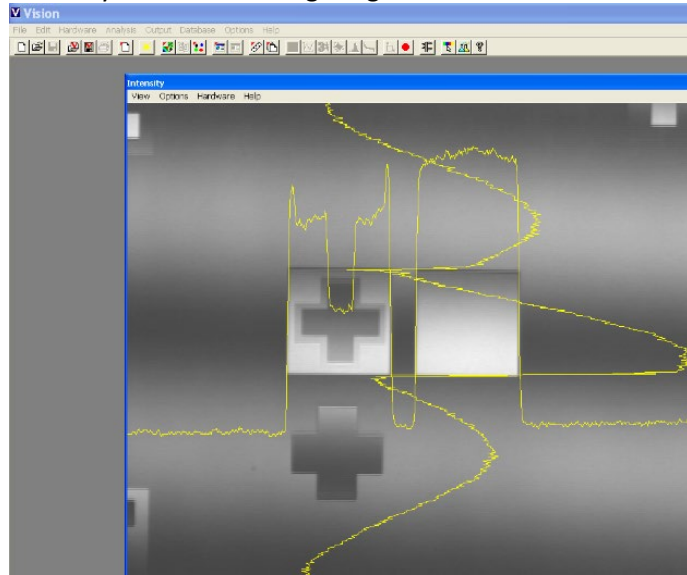 Vision
File Edit Hardware Analysis Output Database Options Help
Intensity
View Options Hardware Help